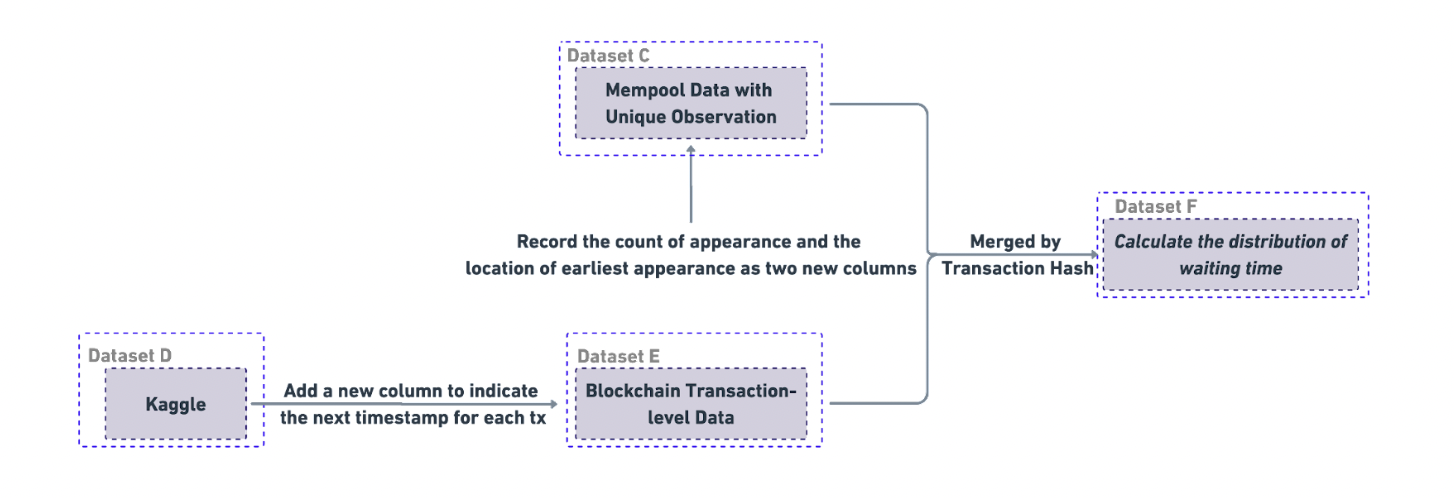 Dataset C
Mempool Data with
Unique Observation
Record the count of appearance and the
location of earliest appearance as two new columns
Merged by
Transaction Hash
Dataset F
Calculate the distribution of
waiting time
Dataset D
Kaggle
Add a new column to indicate
the next timestamp for each tx
Dataset E
Blockchain Transaction-
level Data